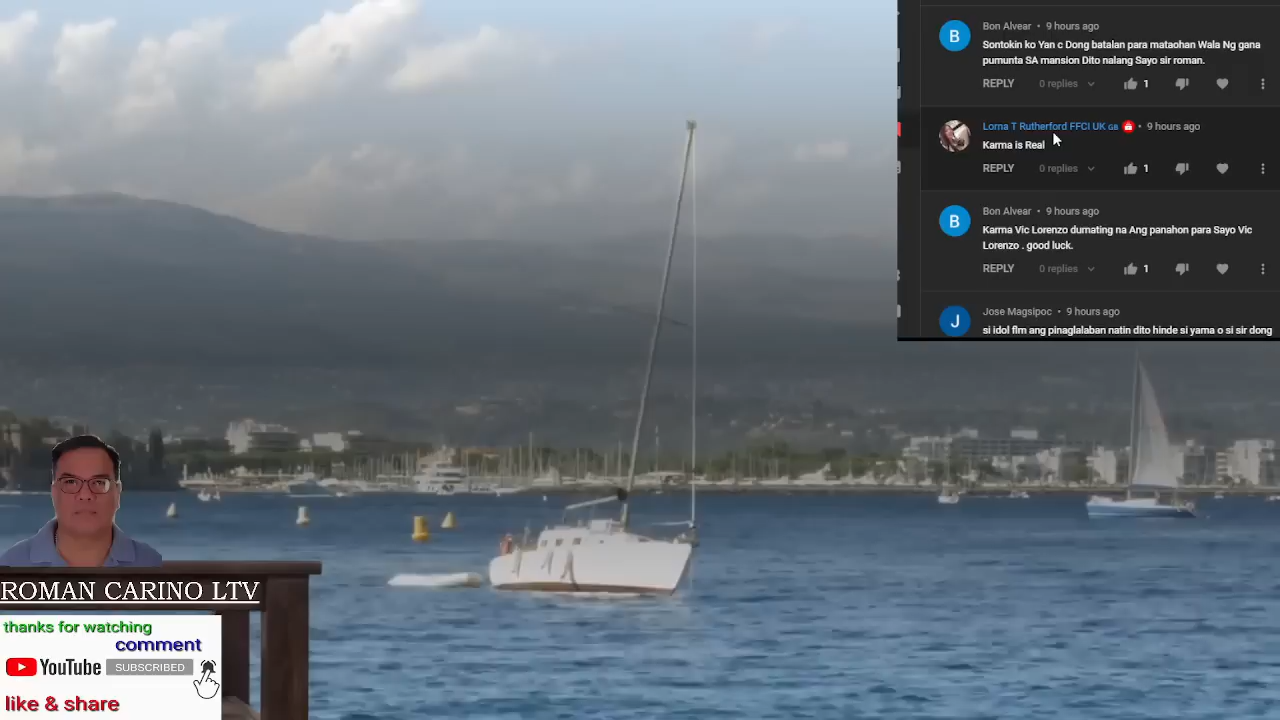 Bon Alvear • 9 hours ago
Sontokin ko Yan c Dong batalan para mataohan Wala Ng gana
pumunta SA mansion Dito nalang Sayo sir roman.
REPLY 0 replies 1
Lorna T Rutherford FFCI UK GB • 9 hours ago
Karma is Real
REPLY 0 replies 1
B
B
Bon Alvear • 9 hours ago
Karma Vic Lorenzo dumating na Ang panahon para Sayo Vic
Lorenzo . good luck.
REPLY 0 replies 1
J
Jose Magsipoc • 9 hours ago
si idol flm ang pinaglalaban natin dito hinde si yama o si sir dong
ROMAN CARINO LTV
thanks for watching
comment
YouTube SUBSCRIBED
like & share